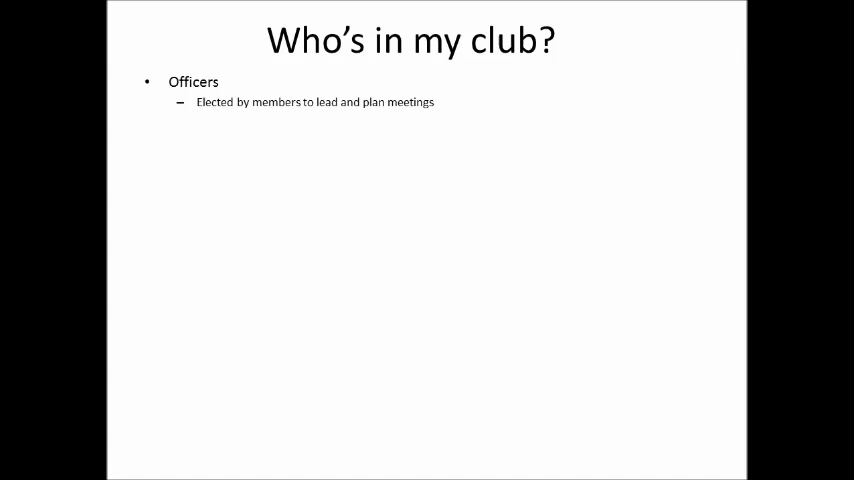 Who's in my club?
• Officers
– Elected by members to lead and plan meetings